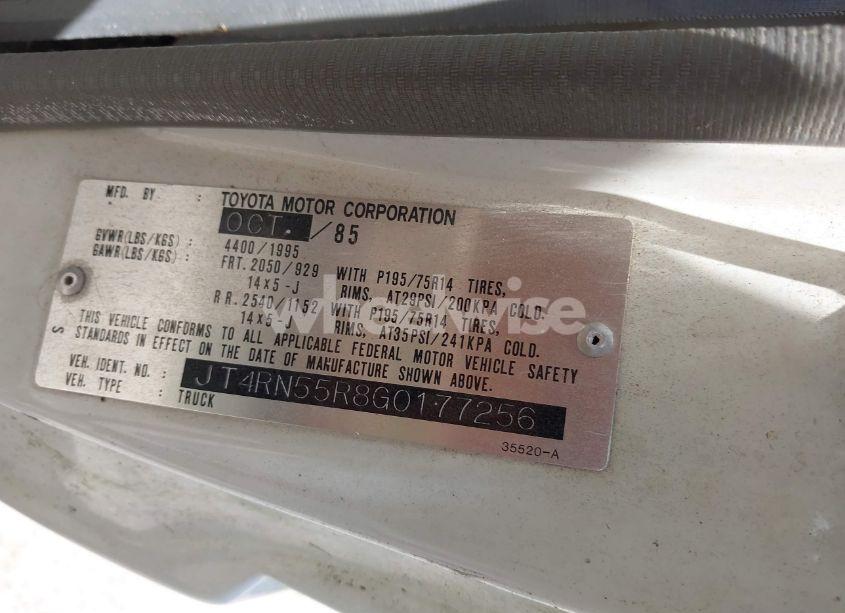 MFD. BY : TOYOTA MOTOR CORPORATION
OCT. /85
GVWR(LBS/KGS) : 4400/1995
GAWR(LBS/KGS) : FRT. 2050/929 WITH P195/75R14 TIRES,
14x5-J RIMS, AT29PSI/200KPA COLD.
RR. 2540/1152 WITH P195/75R14 TIRES,
14x5-J RIMS, AT35PSI/241KPA COLD.
S THIS VEHICLE CONFORMS TO ALL APPLICABLE FEDERAL MOTOR VEHICLE SAFETY
STANDARDS IN EFFECT ON THE DATE OF MANUFACTURE SHOWN ABOVE.
VEH. IDENT. NO. : JT4RN55R8G0177256
VEH. TYPE : TRUCK
35520-A